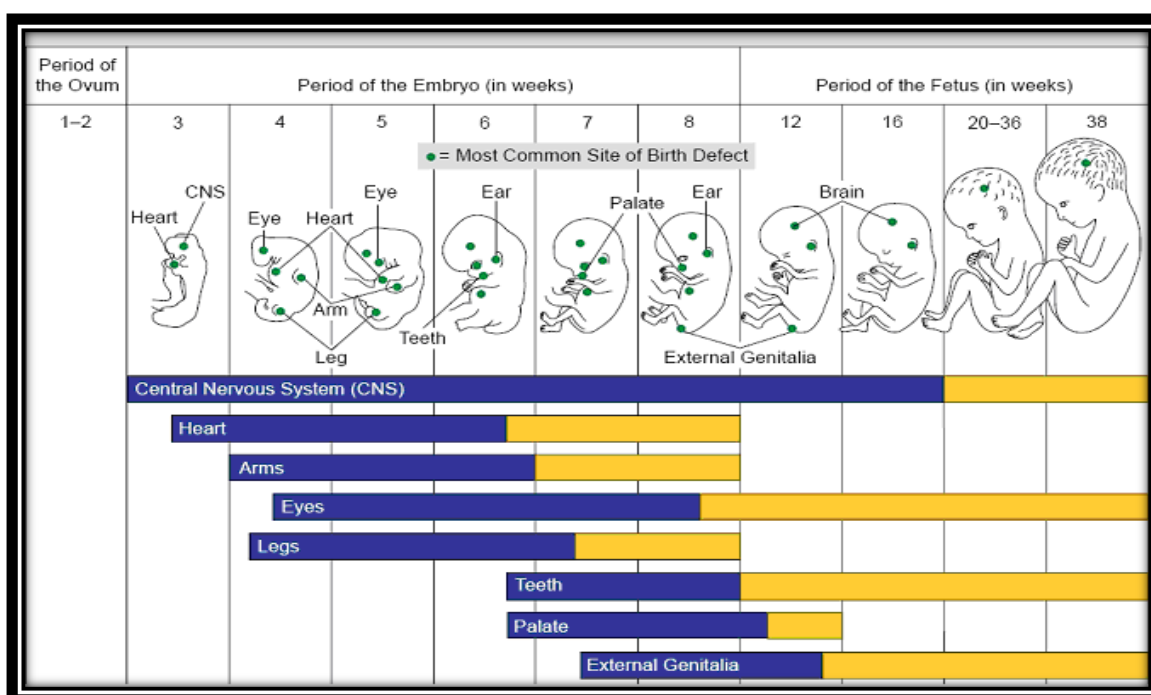 Period of
the Ovum
Period of the Embryo (in weeks)
Period of the Fetus (in weeks)
1–2
3
4
5
6
7
8
12
16
20–36
38
= Most Common Site of Birth Defect
CNS
Heart
Eye
Heart
Eye
Ear
Palate
Ear
Brain
Arm
Leg
Teeth
External Genitalia
Central Nervous System (CNS)
Heart
Arms
Eyes
Legs
Teeth
Palate
External Genitalia